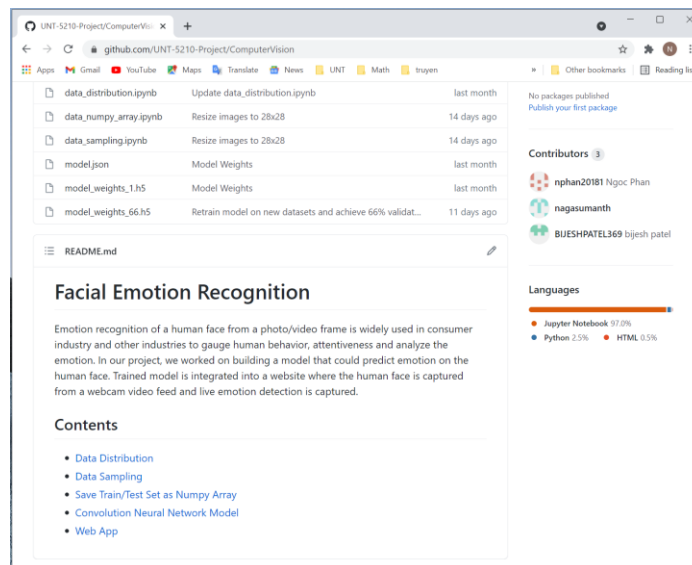 UNT-5210-Project/ComputerVisi
github.com/UNT-5210-Project/ComputerVision
N
Apps Gmail YouTube Maps Translate News UNT Math truyen » Other bookmarks Reading lis
data_distribution.ipynb Update data_distribution.ipynb last month
data_numpy_array.ipynb Resize images to 28x28 14 days ago
data_sampling.ipynb Resize images to 28x28 14 days ago
model.json Model Weights last month
model_weights_1.h5 Model Weights last month
model_weights_66.h5 Retrain model on new datasets and achieve 66% validat... 11 days ago
README.md
Facial Emotion Recognition
Emotion recognition of a human face from a photo/video frame is widely used in consumer
industry and other industries to gauge human behavior, attentiveness and analyze the
emotion. In our project, we worked on building a model that could predict emotion on the
human face. Trained model is integrated into a website where the human face is captured
from a webcam video feed and live emotion detection is captured.
Contents
Data Distribution
Data Sampling
Save Train/Test Set as Numpy Array
Convolution Neural Network Model
Web App
No packages published
Publish your first package
Contributors 3
nphan20181 Ngoc Phan
nagasumanth
BIJESHPATEL369 bijesh patel
Languages
Jupyter Notebook 97.0%
Python 2.5% HTML 0.5%